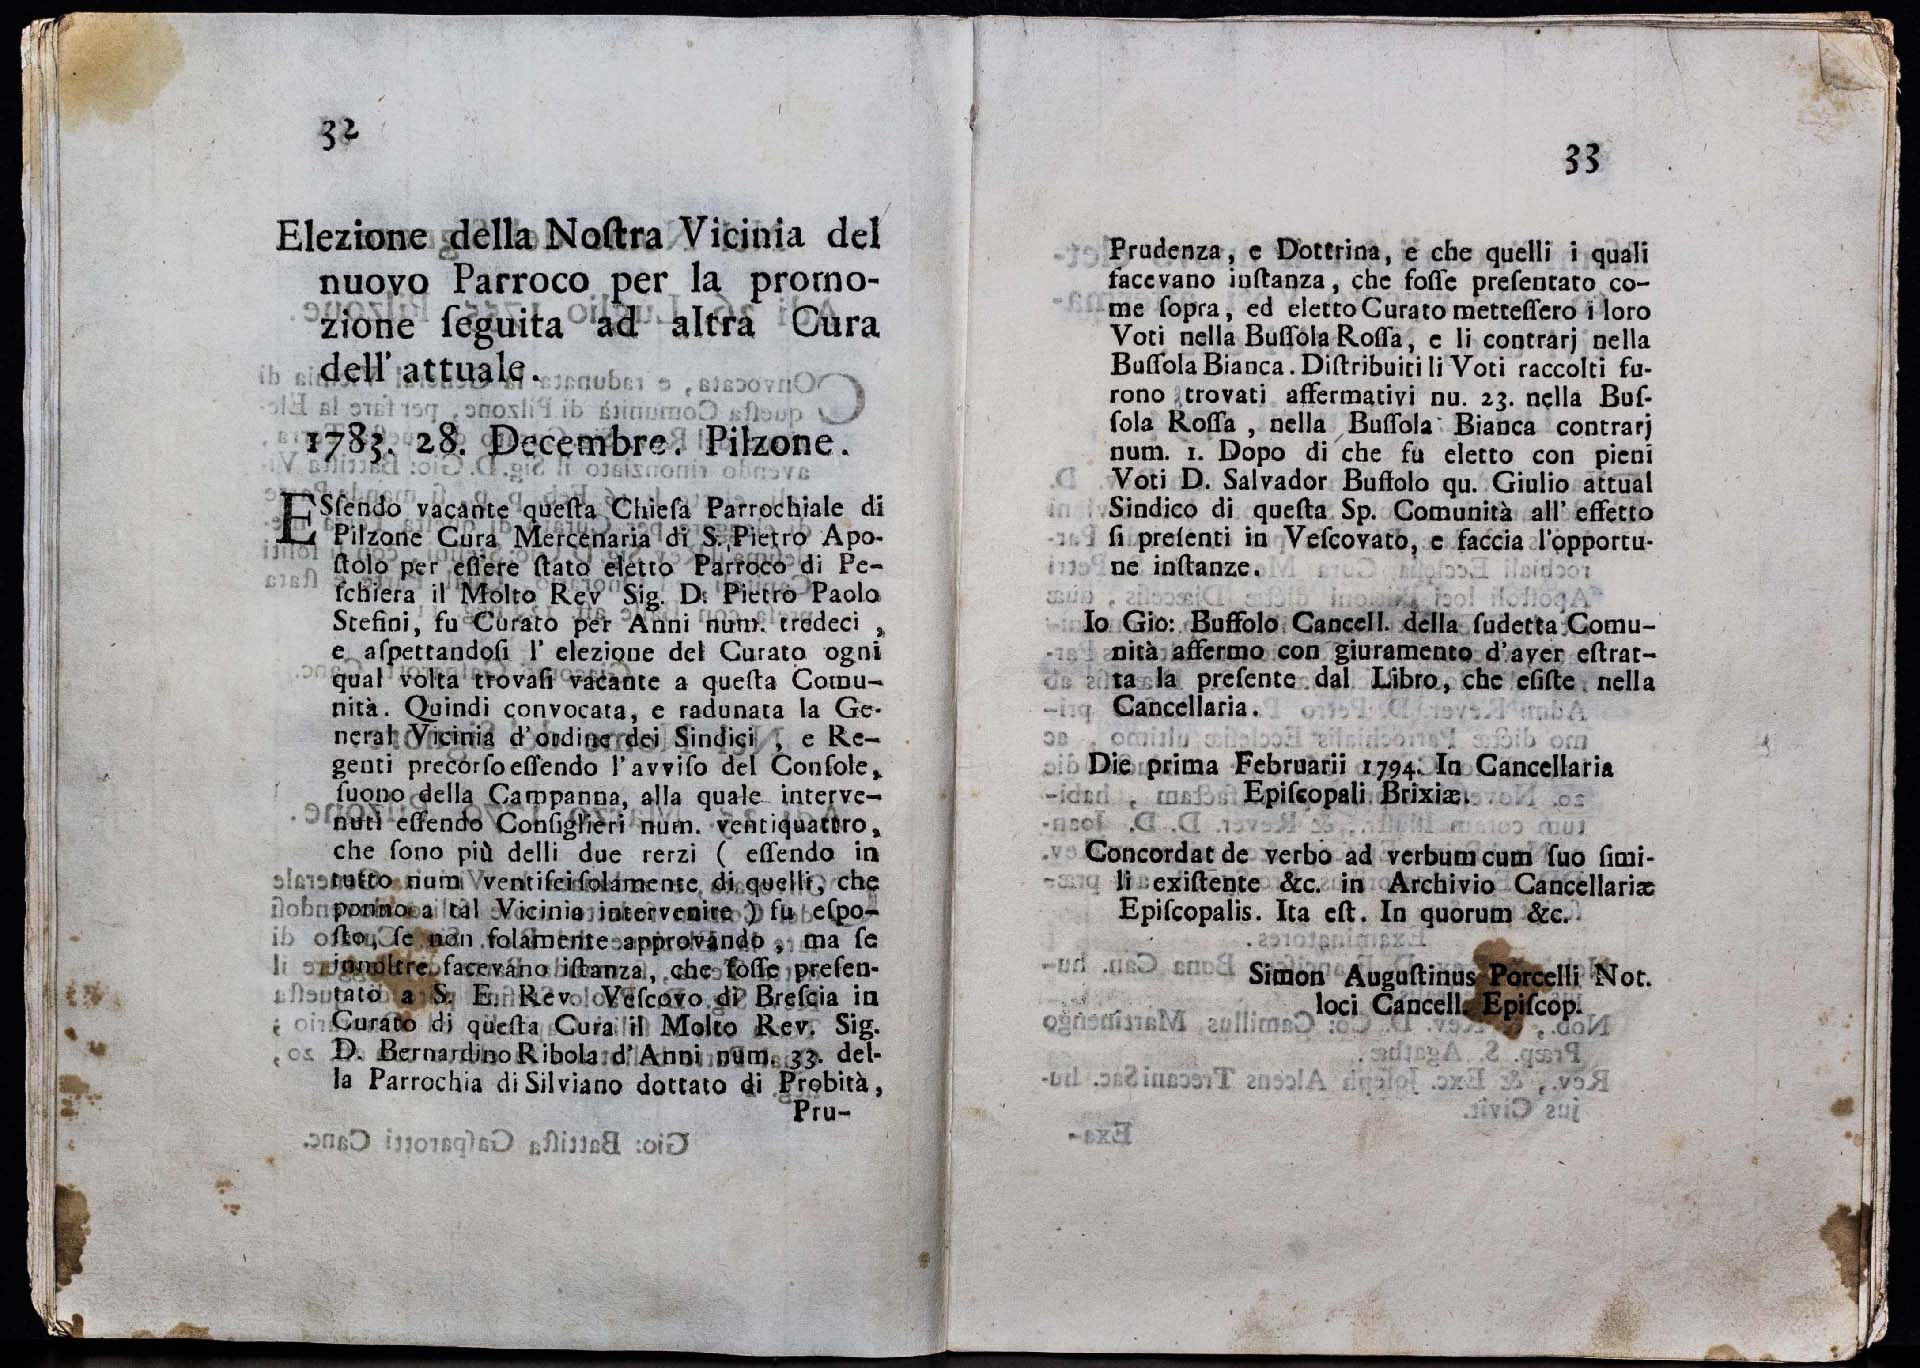 32
Elezione della Noſtra Vicinia del
nuovo Parroco per la promo-
zione ſeguita ad altra Cura
dell' attuale.
1783. 28. Decembre. Pilzone.
ESſendo vacante queſta Chieſa Parrochiale di
Pilzone Cura Mercenaria di S. Pietro Apo-
ſtolo per eſſere ſtato eletto Parroco di Pe-
ſchiera il Molto Rev Sig. D. Pietro Paolo
Stefini, fu Curato per Anni num. tredeci,
e aſpettandoſi l' elezione del Curato ogni
qual volta trovaſi vacante a queſta Comu-
nità. Quindi convocata, e radunata la Ge-
neral Vicinia d'ordine dei Sindici, e Re-
genti precorſo eſſendo l'avviſo del Conſole,
ſuono della Campanna, alla quale interve-
nuti eſſendo Conſiglieri num. ventiquattro,
che ſono più delli due rerzi ( eſſendo in
tutto num ventiſei ſolamente di quelli, che
ponno a tal Vicinia intervenire ) fu eſpo-
ſto, ſe non ſolamente approvando, ma ſe
innoltre facevano iſtanza, che foſſe preſen-
tato a S. E. Rev. Veſcovo di Breſcia in
Curato di queſta Cura il Molto Rev. Sig.
D. Bernardino Ribola d'Anni num. 33. del-
la Parrochia di Silviano dottato di Probità,
Pru-
33
Prudenza, e Dottrina, e che quelli i quali
facevano inſtanza, che foſſe preſentato co-
me ſopra, ed eletto Curato metteſſero i loro
Voti nella Buſſola Roſſa, e li contrarj nella
Buſſola Bianca. Diſtribuiti li Voti raccolti fu-
rono trovati affermativi nu. 23. nella Buſ-
ſola Roſſa, nella Buſſola Bianca contrarj
num. 1. Dopo di che fu eletto con pieni
Voti D. Salvador Buffolo qu. Giulio attual
Sindico di queſta Sp. Comunità all' effetto
ſi preſenti in Veſcovato, e faccia l'opportu-
ne inſtanze.
Io Gio: Buffolo Cancell. della ſudetta Comu-
nità affermo con giuramento d'aver eſtrat-
ta la preſente dal Libro, che eſiſte nella
Cancellaria.
Die prima Februarii 1794. In Cancellaria
Epiſcopali Brixiæ.
Concordat de verbo ad verbum cum ſuo ſimi-
li exiſtente &c. in Archivio Cancellariæ
Epiſcopalis. Ita eſt. In quorum &c.
Simon Auguſtinus Porcelli Not.
loci Cancell. Epiſcop.